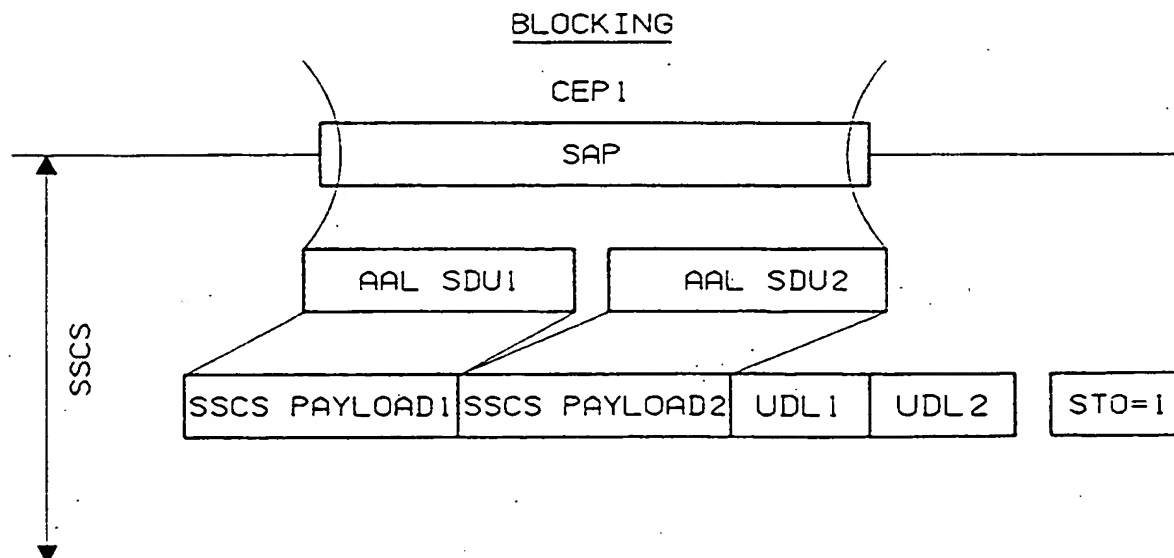 BLOCKING
CEP1
SAP
AAL SDU1 AAL SDU2
SSCS
SSCS PAYLOAD1 SSCS PAYLOAD2 UDL1 UDL2 STO=1